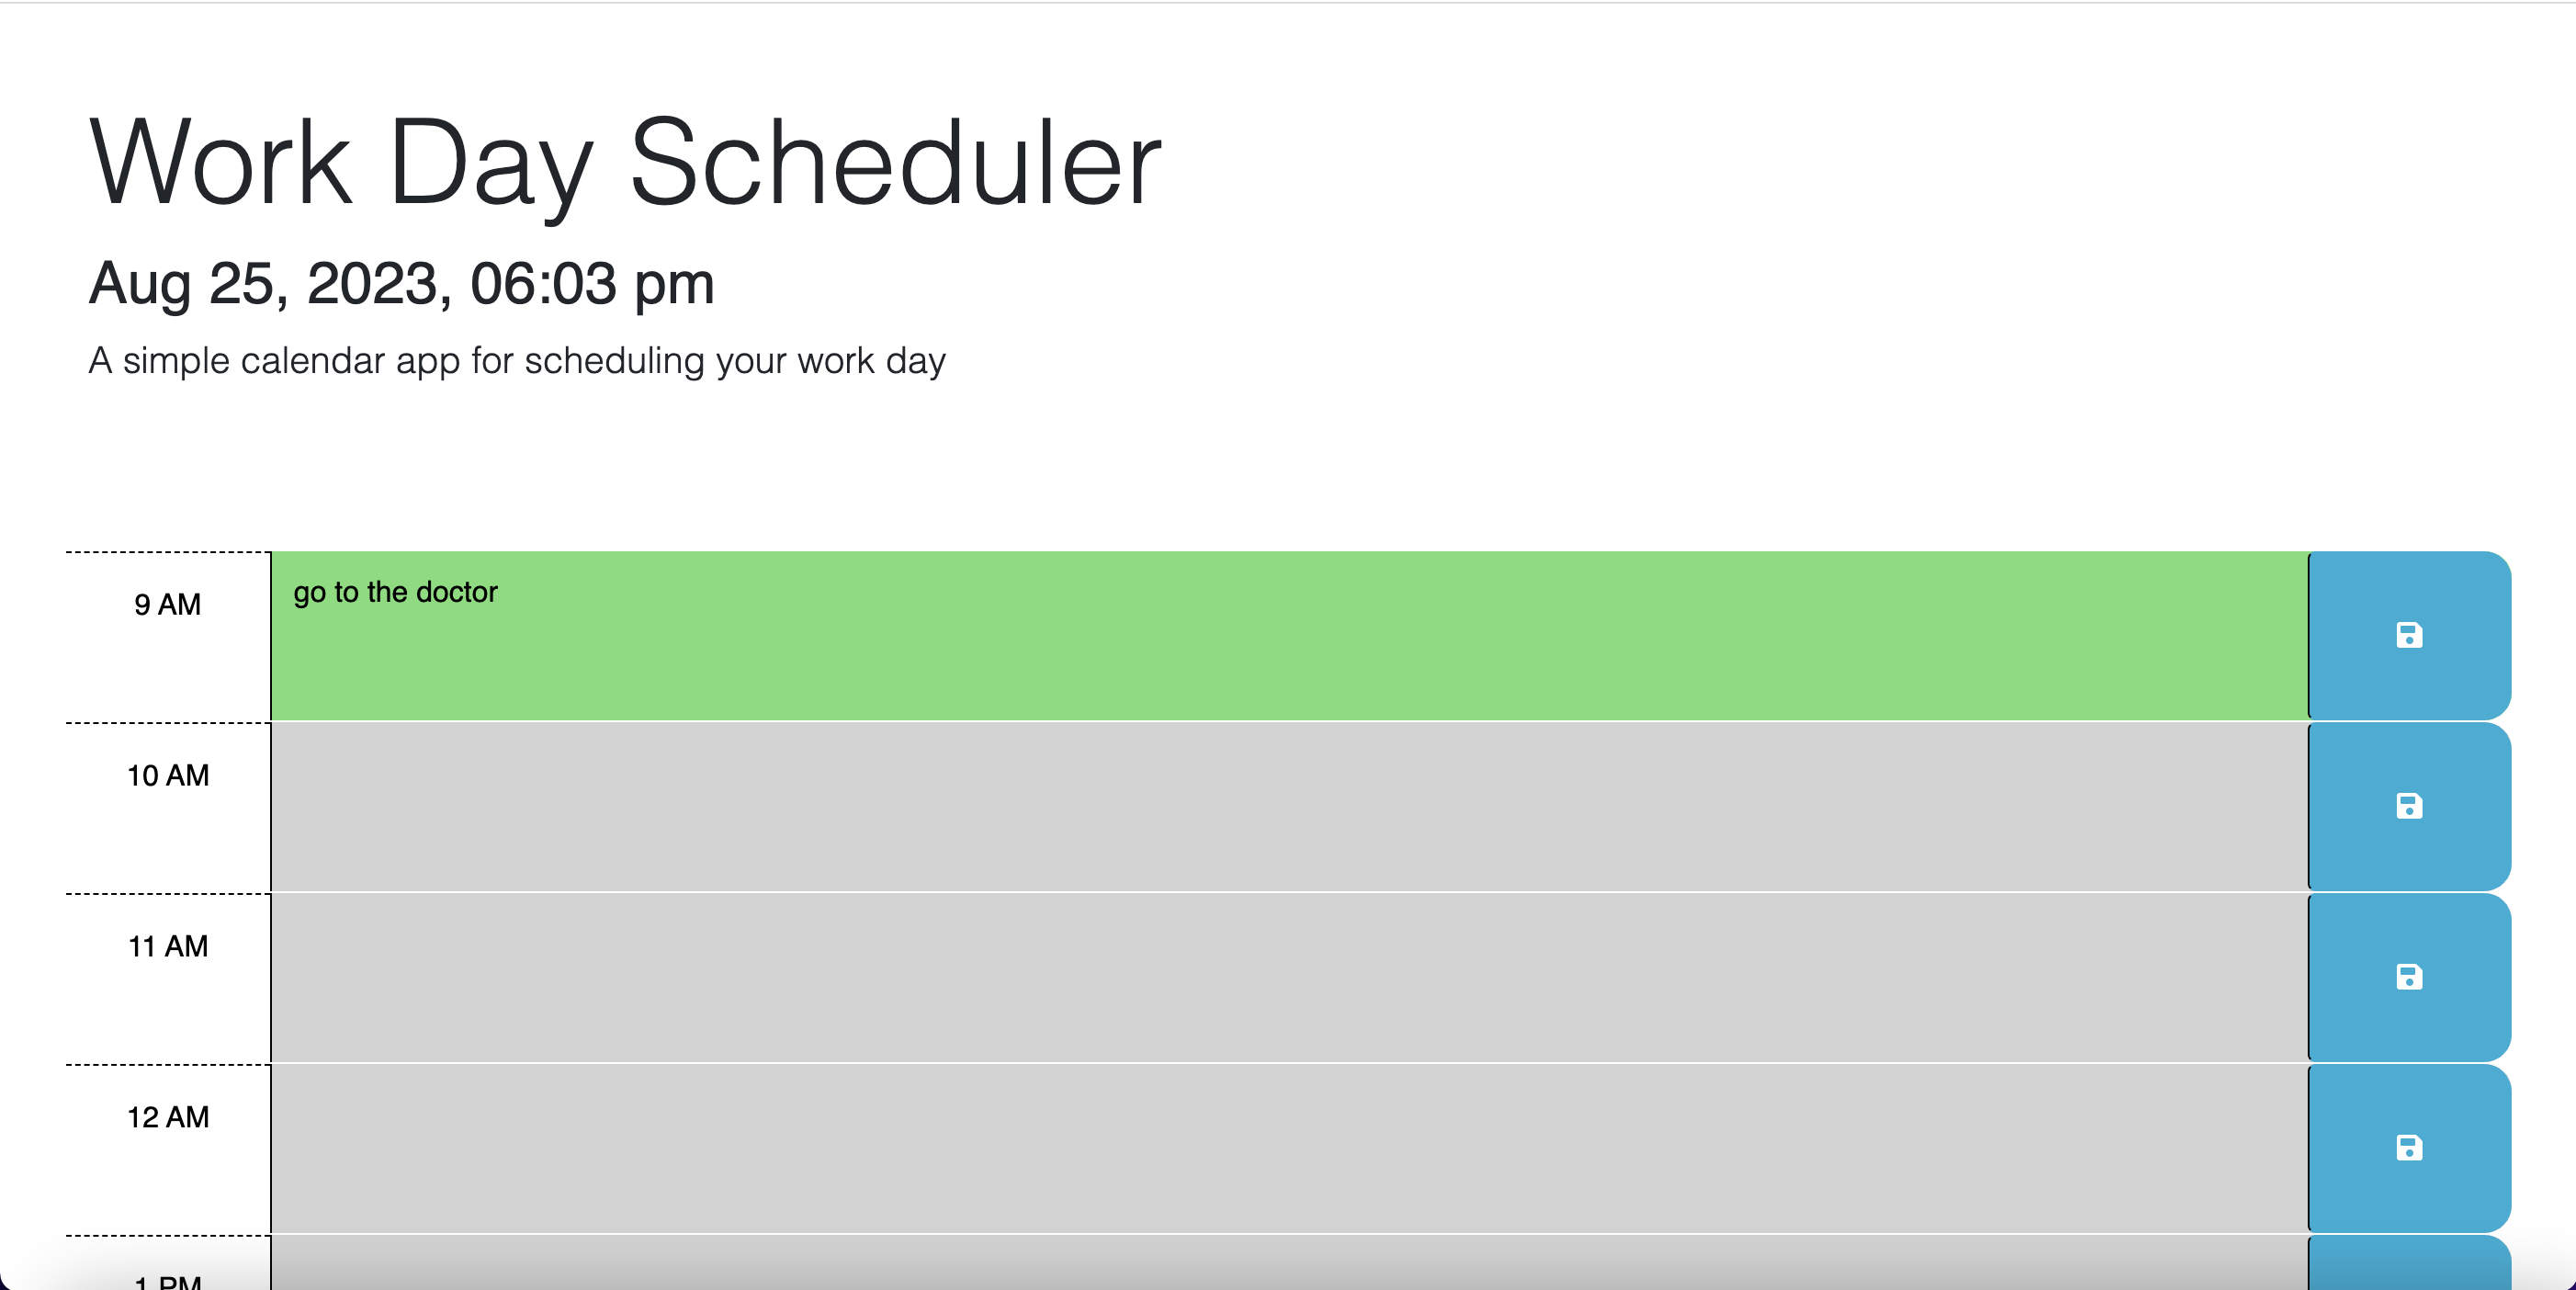 Work Day Scheduler
Aug 25, 2023, 06:03 pm
A simple calendar app for scheduling your work day
9 AM
go to the doctor
10 AM
11 AM
12 AM
1 PM